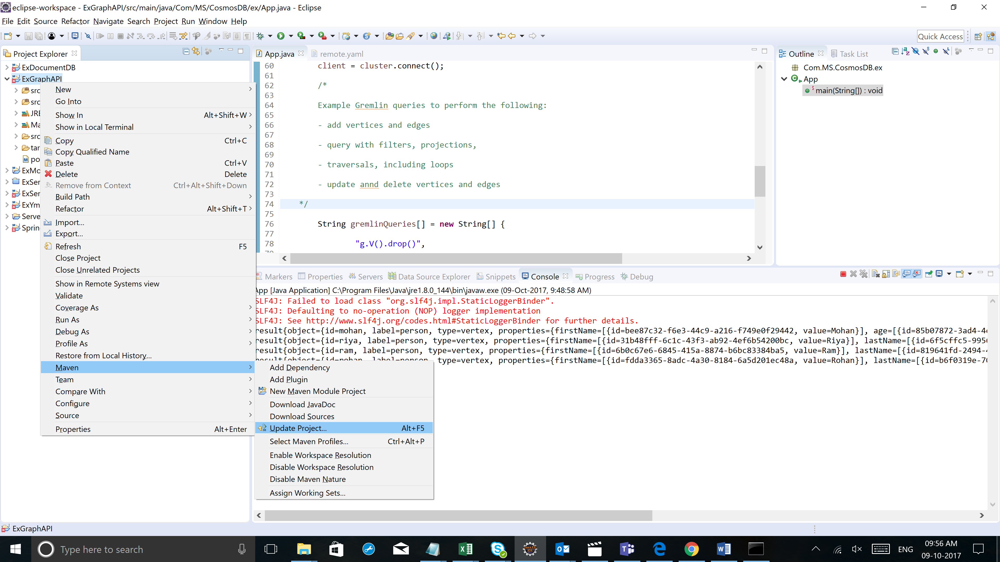 eclipse-workspace - ExGraphAPI/src/main/java/Com/MS/CosmosDB/ex/App.java - Eclipse
File Edit Source Refactor Navigate Search Project Run Window Help
Quick Access
Project Explorer
ExDocumentDB
ExGraphAPI
src
src
JRE
Ma
src
tar
po
ExMo
ExSer
ExSer
ExYm
Serve
Sprin
New
Go Into
Show In Alt+Shift+W
Show in Local Terminal
Copy Ctrl+C
Copy Qualified Name
Paste Ctrl+V
Delete Delete
Remove from Context Ctrl+Alt+Shift+Down
Build Path
Refactor Alt+Shift+T
Import...
Export...
Refresh F5
Close Project
Close Unrelated Projects
Show in Remote Systems view
Validate
Coverage As
Run As
Debug As
Profile As
Restore from Local History...
Maven
Team
Compare With
Configure
Source
Properties Alt+Enter
Add Dependency
Add Plugin
New Maven Module Project
Download JavaDoc
Download Sources
Update Project... Alt+F5
Select Maven Profiles... Ctrl+Alt+P
Enable Workspace Resolution
Disable Workspace Resolution
Disable Maven Nature
Assign Working Sets...
App.java remote.yaml
60 client = cluster.connect();
61
62 /*
63
64 Example Gremlin queries to perform the following:
65
66 - add vertices and edges
67
68 - query with filters, projections,
69
70 - traversals, including loops
71
72 - update annd delete vertices and edges
73
74 */
75
76 String gremlinQueries[] = new String[] {
77
78 "g.V().drop()",
Outline Task List
Com.MS.CosmosDB.ex
App
main(String[]) : void
Markers Properties Servers Data Source Explorer Snippets Console Progress Debug
App [Java Application] C:\Program Files\Java\jre1.8.0_144\bin\javaw.exe (09-Oct-2017, 9:48:58 AM)
SLF4J: Failed to load class "org.slf4j.impl.StaticLoggerBinder".
SLF4J: Defaulting to no-operation (NOP) logger implementation
SLF4J: See http://www.slf4j.org/codes.html#StaticLoggerBinder for further details.
result{object={id=mohan, label=person, type=vertex, properties={firstName=[{id=bee87c32-f6e3-44c9-a216-f749e0f29442, value=Mohan}], age=[{id=85b07872-3ad4-4
result{object={id=riya, label=person, type=vertex, properties={firstName=[{id=31b48fff-6c1c-43f3-ab92-4ef6b54200bc, value=Riya}], lastName=[{id=6f5cffc5-995
result{object={id=ram, label=person, type=vertex, properties={firstName=[{id=6b0c67e6-6845-415a-8874-b6bc83384ba5, value=Ram}], lastName=[{id=819641fd-2494-
type=vertex, properties={firstName=[{id=fdda3365-8adc-4a30-8184-6a5d201ec48a, value=Rohan}], lastName=[{id=b6f0319e-7
ExGraphAPI
Type here to search
ENG
09:56 AM
09-10-2017